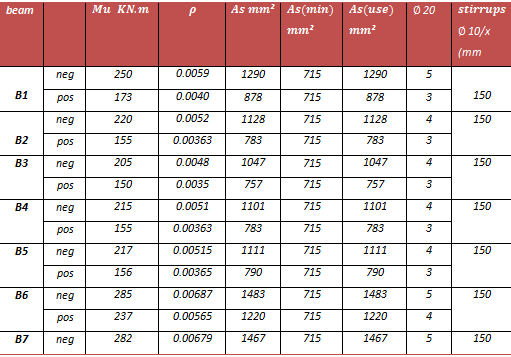 beam Mu KN.m ρ As mm² As(min) As(use) Ø 20 stirrups
mm² mm² Ø 10/x
(mm
neg 250 0.0059 1290 715 1290 5
B1 pos 173 0.0040 878 715 878 3 150
neg 220 0.0052 1128 715 1128 4 150
B2 pos 155 0.00363 783 715 783 3
B3 neg 205 0.0048 1047 715 1047 4 150
pos 150 0.0035 757 715 757 3
B4 neg 215 0.0051 1101 715 1101 4 150
pos 155 0.00363 783 715 783 3
B5 neg 217 0.00515 1111 715 1111 4 150
pos 156 0.00365 790 715 790 3
B6 neg 285 0.00687 1483 715 1483 5 150
pos 237 0.00565 1220 715 1220 4
B7 neg 282 0.00679 1467 715 1467 5 150